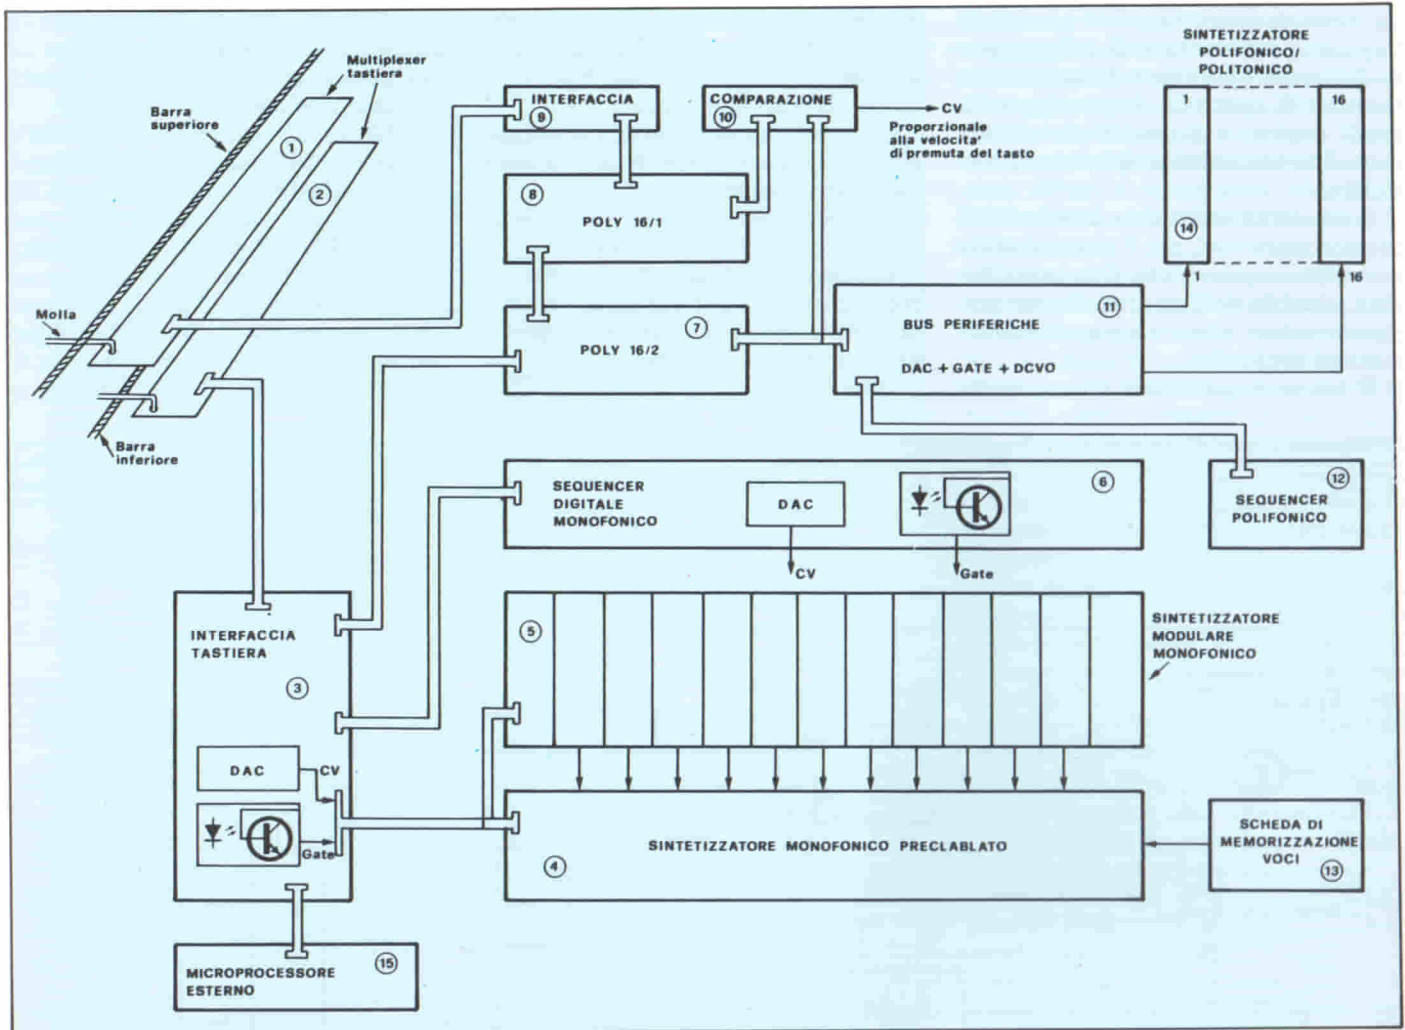 Multiplexer
tastiera
Barra
superiore
1
2
Molla
Barra
inferiore
INTERFACCIA
9
COMPARAZIONE
10
CV
Proporzionale
alla velocita'
di premuta del tasto
SINTETIZZATORE
POLIFONICO/
POLITONICO
1
16
14
1
16
8
POLY 16/1
7
POLY 16/2
11
BUS PERIFERICHE
DAC + GATE + DCVO
SEQUENCER
DIGITALE
MONOFONICO
DAC
6
CV
Gate
12
SEQUENCER
POLIFONICO
INTERFACCIA
TASTIERA
3
DAC
CV
Gate
5
SINTETIZZATORE
MODULARE
MONOFONICO
SINTETIZZATORE MONOFONICO PRECLABLATO
4
SCHEDA DI
MEMORIZZAZIONE
VOCI
13
MICROPROCESSORE
ESTERNO
15